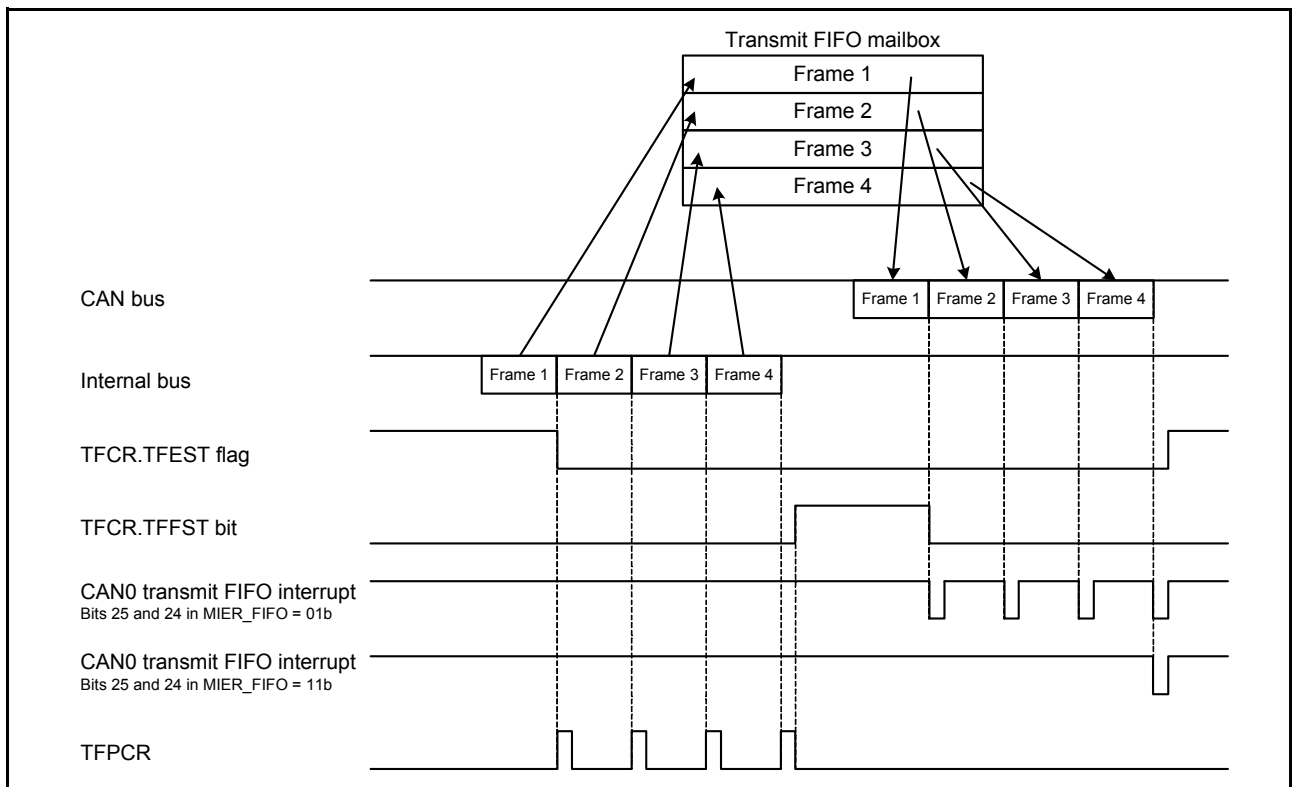 Transmit FIFO mailbox
Frame 1
Frame 2
Frame 3
Frame 4
CAN bus
Frame 1 Frame 2 Frame 3 Frame 4
Internal bus
Frame 1 Frame 2 Frame 3 Frame 4
TFCR.TFEST flag
TFCR.TFFST bit
CAN0 transmit FIFO interrupt
Bits 25 and 24 in MIER_FIFO = 01b
CAN0 transmit FIFO interrupt
Bits 25 and 24 in MIER_FIFO = 11b
TFPCR